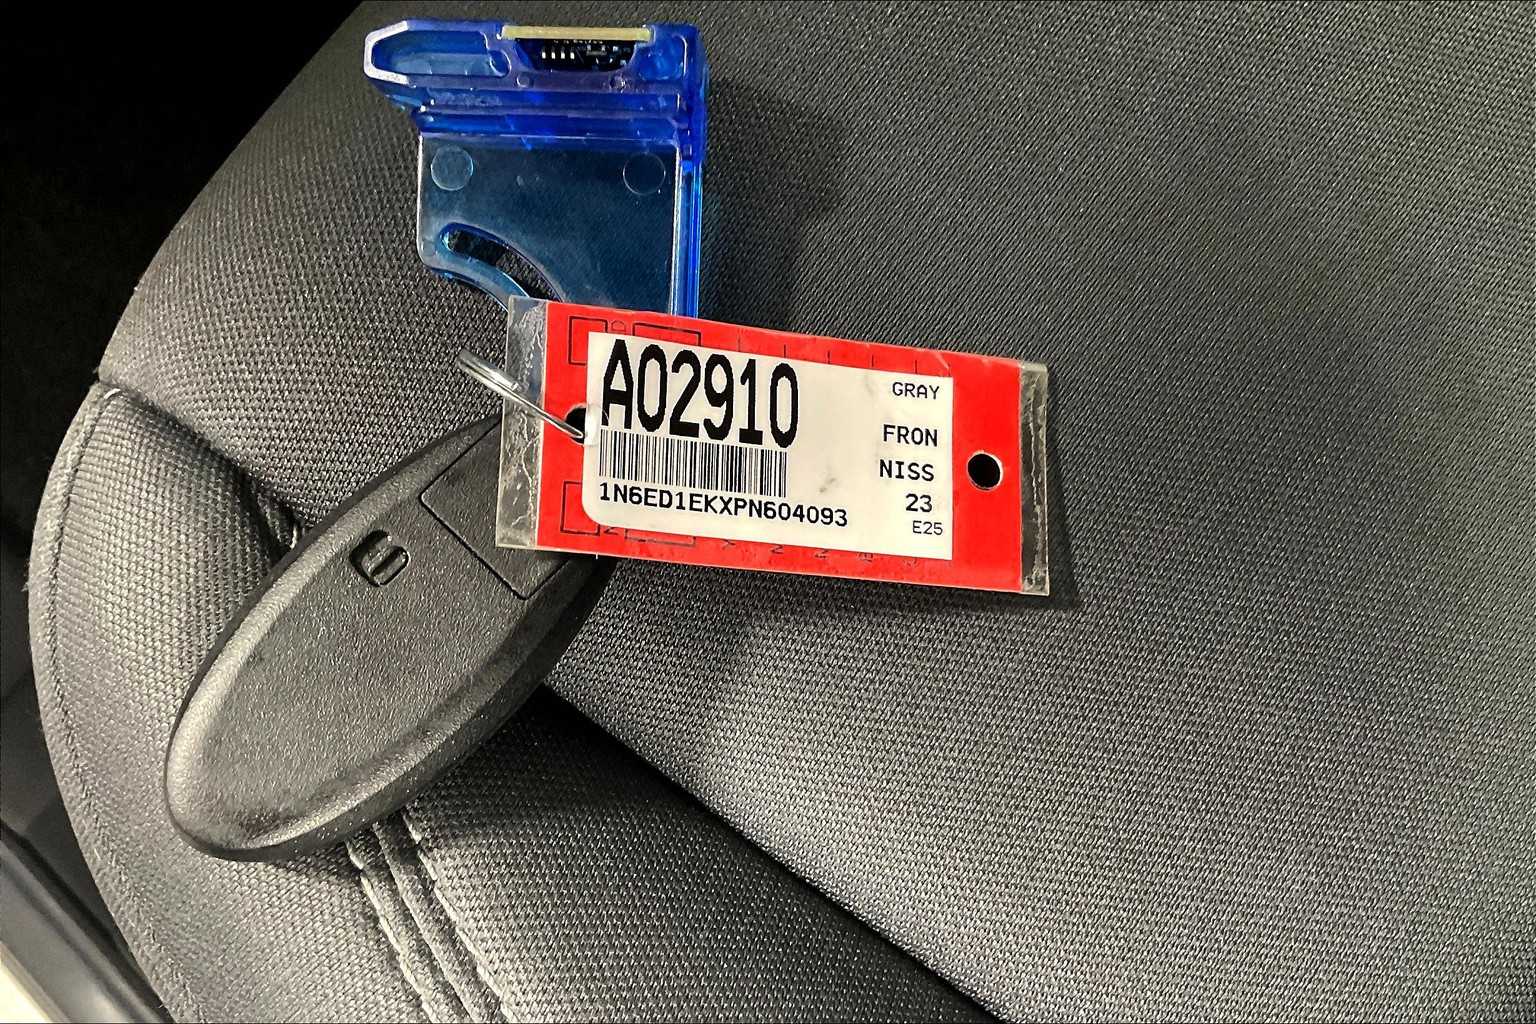 A02910
GRAY
FRON
NISS
23
E25
1N6ED1EKXPN604093